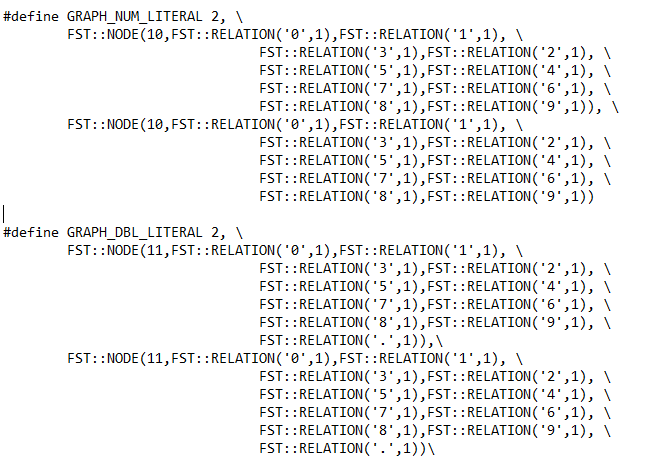 #define GRAPH_NUM_LITERAL 2, \
FST::NODE(10,FST::RELATION('0',1),FST::RELATION('1',1), \
FST::RELATION('3',1),FST::RELATION('2',1), \
FST::RELATION('5',1),FST::RELATION('4',1), \
FST::RELATION('7',1),FST::RELATION('6',1), \
FST::RELATION('8',1),FST::RELATION('9',1)), \
FST::NODE(10,FST::RELATION('0',1),FST::RELATION('1',1), \
FST::RELATION('3',1),FST::RELATION('2',1), \
FST::RELATION('5',1),FST::RELATION('4',1), \
FST::RELATION('7',1),FST::RELATION('6',1), \
FST::RELATION('8',1),FST::RELATION('9',1))
#define GRAPH_DBL_LITERAL 2, \
FST::NODE(11,FST::RELATION('0',1),FST::RELATION('1',1), \
FST::RELATION('3',1),FST::RELATION('2',1), \
FST::RELATION('5',1),FST::RELATION('4',1), \
FST::RELATION('7',1),FST::RELATION('6',1), \
FST::RELATION('8',1),FST::RELATION('9',1), \
FST::RELATION('.',1)),\
FST::NODE(11,FST::RELATION('0',1),FST::RELATION('1',1), \
FST::RELATION('3',1),FST::RELATION('2',1), \
FST::RELATION('5',1),FST::RELATION('4',1), \
FST::RELATION('7',1),FST::RELATION('6',1), \
FST::RELATION('8',1),FST::RELATION('9',1), \
FST::RELATION('.',1))\